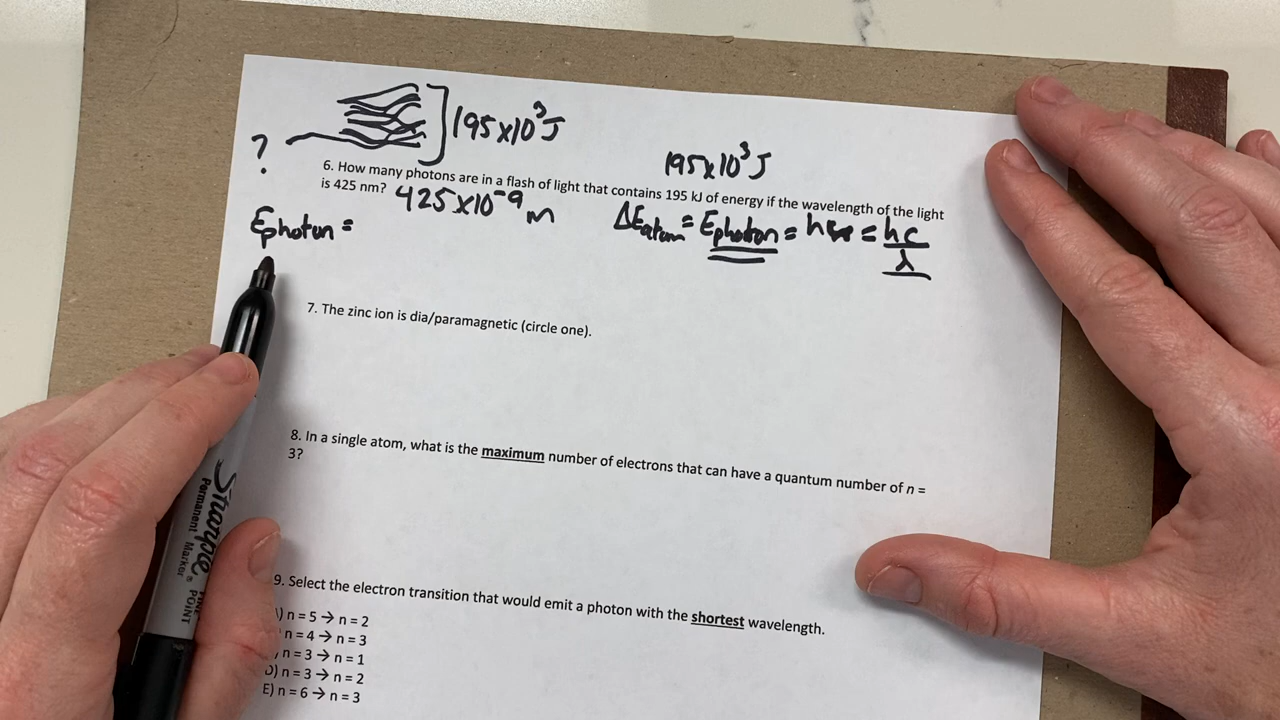 ] 195x10³J
195x10³J
?
6. How many photons are in a flash of light that contains 195 kJ of energy if the wavelength of the light
is 425 nm? 425x10⁻⁹ m
ΔEatom = Ephoton = h = hc/λ
Ephoton =
7. The zinc ion is dia/paramagnetic (circle one).
8. In a single atom, what is the maximum number of electrons that can have a quantum number of n =
3?
9. Select the electron transition that would emit a photon with the shortest wavelength.
) n = 5 → n = 2
n = 4 → n = 3
n = 3 → n = 1
D) n = 3 → n = 2
E) n = 6 → n = 3
Sharpie
Permanent Marker
POINT